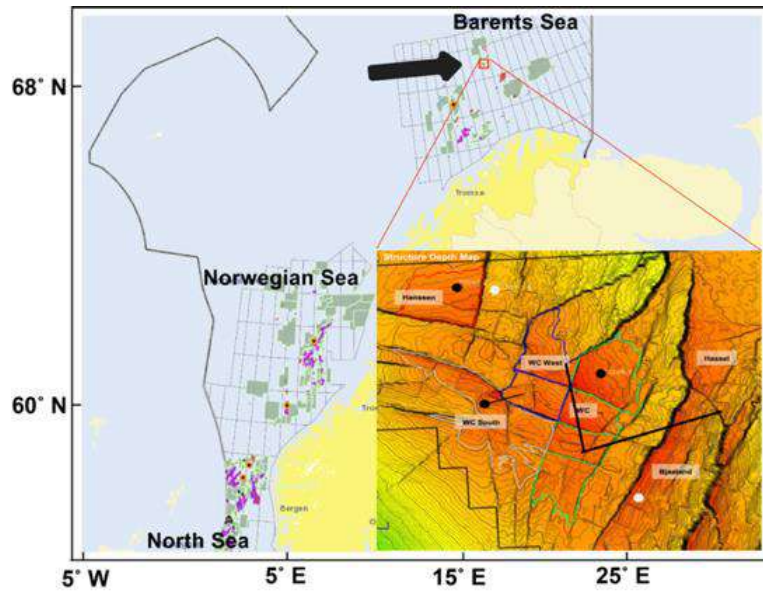 Barents Sea
68° N
Tromsø
Norwegian Sea
Structure Depth Map
Hanssen
WC West
Hassel
60° N
WC
WC South
Bjaaland
Bergen
North Sea
5° W
5° E
15° E
25° E